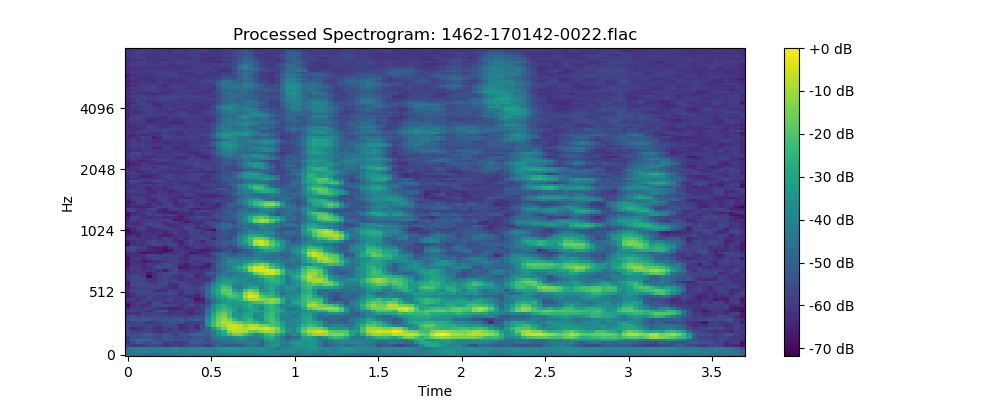 Processed Spectrogram: 1462-170142-0022.flac
Hz
4096
2048
1024
512
0
0
0.5
1
1.5
2
2.5
3
3.5
Time
+0 dB
-10 dB
-20 dB
-30 dB
-40 dB
-50 dB
-60 dB
-70 dB